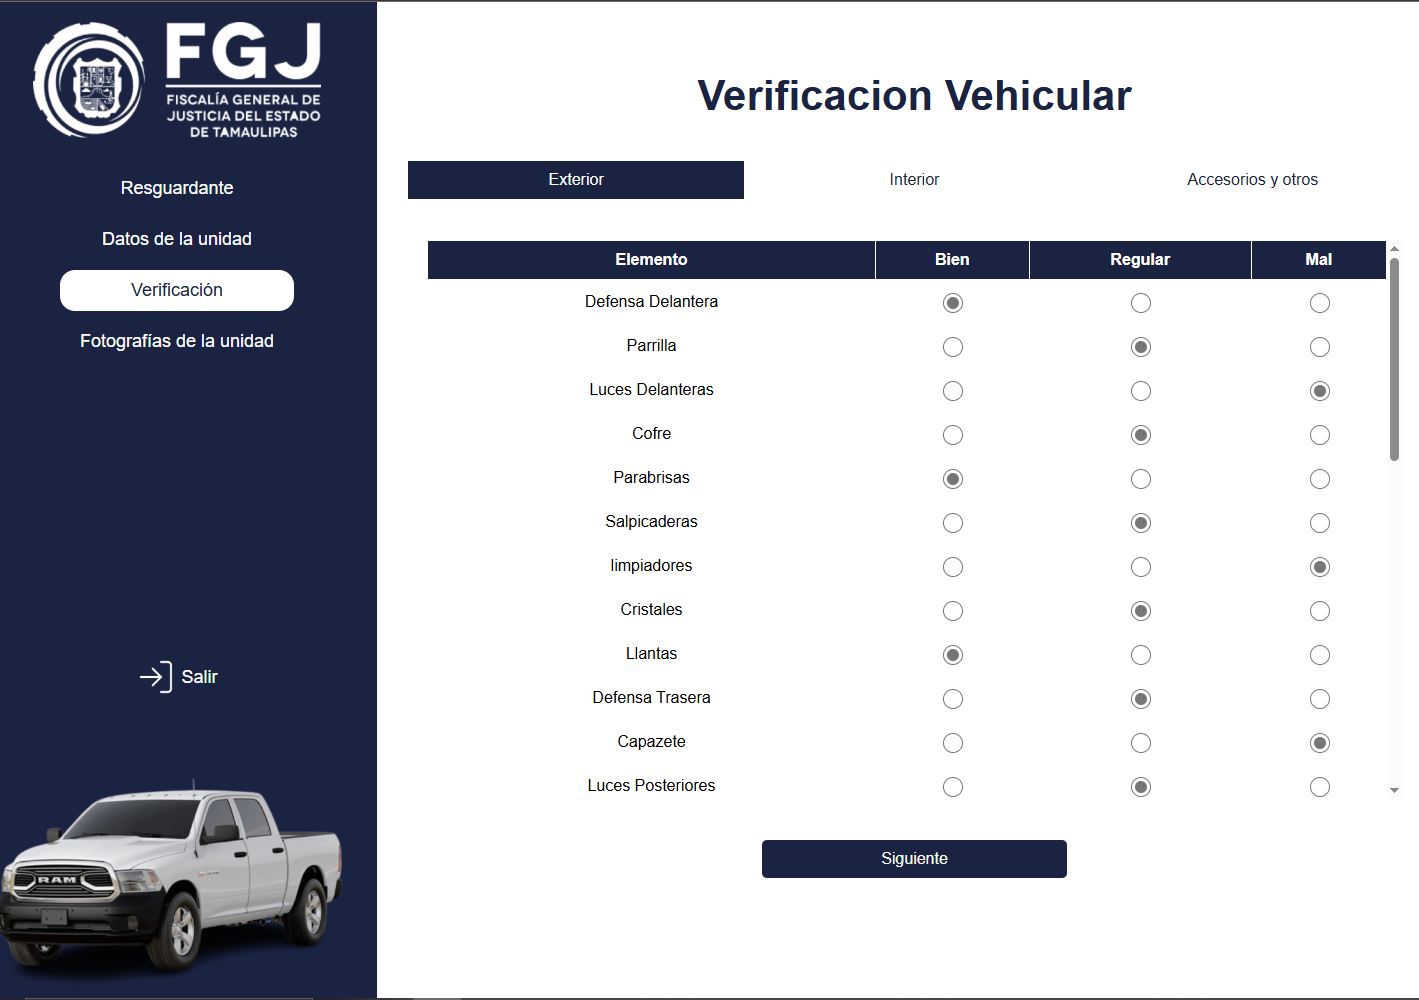 FGJ
FISCALÍA GENERAL DE
JUSTICIA DEL ESTADO
DE TAMAULIPAS
Resguardante
Datos de la unidad
Verificación
Fotografías de la unidad
Salir
RAM
Verificacion Vehicular
Exterior Interior Accesorios y otros
Elemento Bien Regular Mal
Defensa Delantera
Parrilla
Luces Delanteras
Cofre
Parabrisas
Salpicaderas
limpiadores
Cristales
Llantas
Defensa Trasera
Capazete
Luces Posteriores
Siguiente